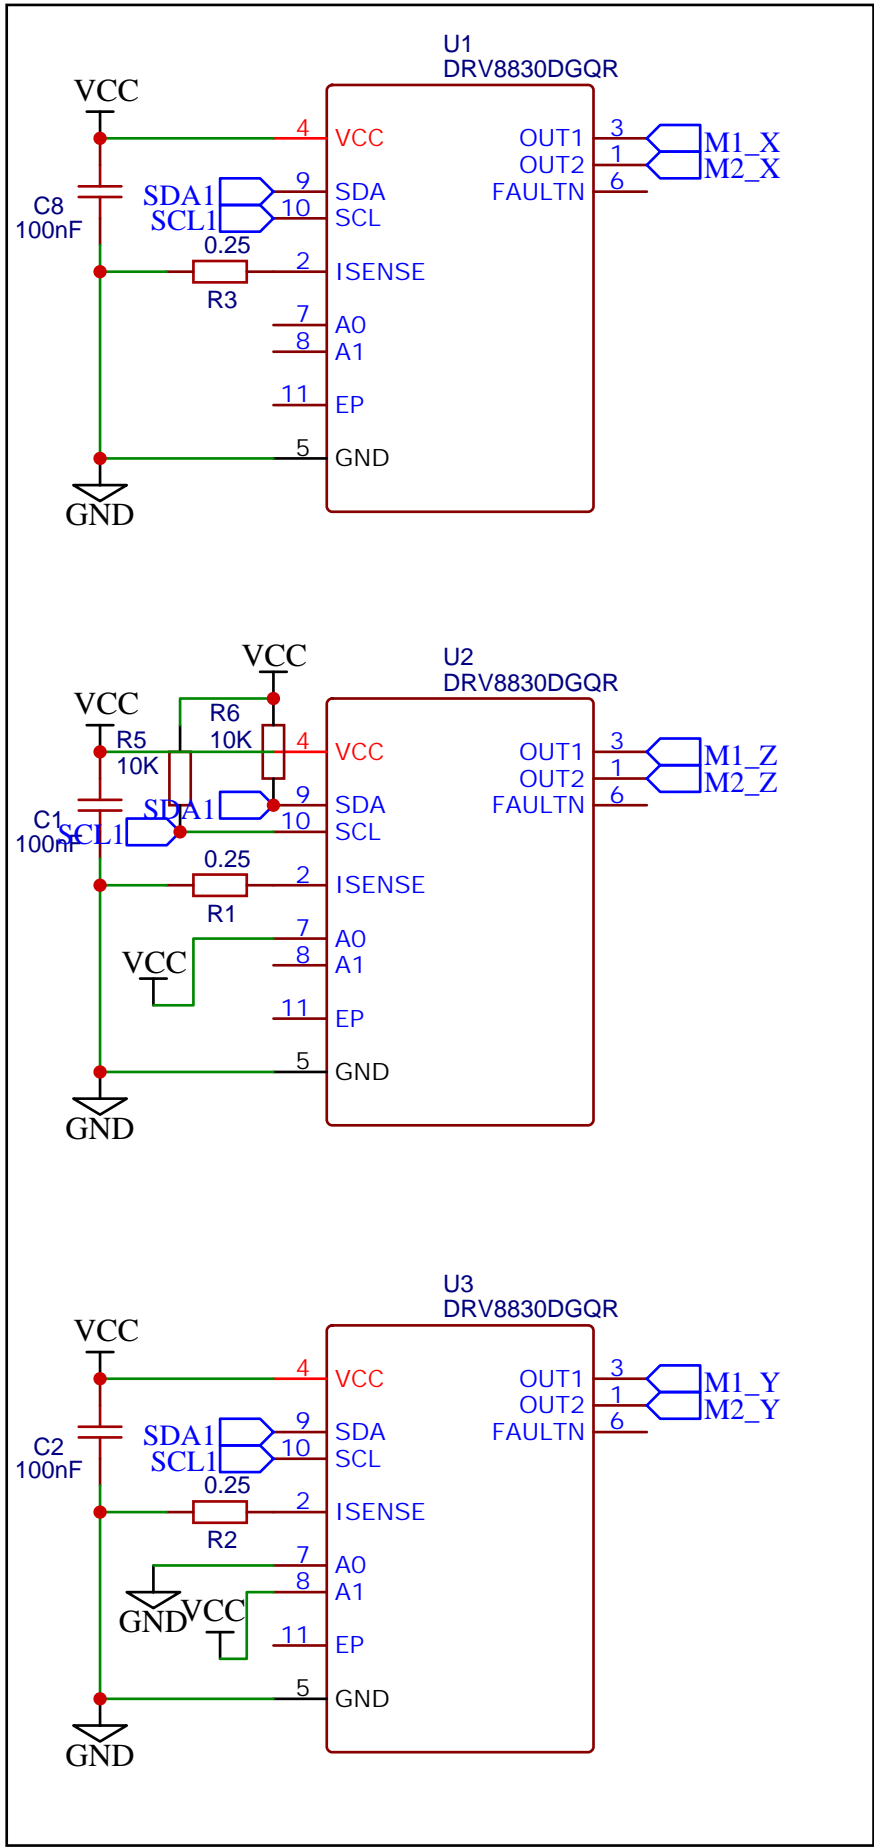 U1
DRV8830DGQR
VCC
4 VCC
OUT1 3 M1_X
OUT2 1 M2_X
FAULTN 6
SDA1 9 SDA
SCL1 10 SCL
C8
100nF
0.25
R3
2 ISENSE
7 A0
8 A1
11 EP
5 GND
GND
U2
DRV8830DGQR
VCC
VCC
R5
10K
R6
10K
4 VCC
OUT1 3 M1_Z
OUT2 1 M2_Z
FAULTN 6
SDA1 9 SDA
SCL1 10 SCL
C1
100nF
0.25
R1
2 ISENSE
7 A0
8 A1
VCC
11 EP
5 GND
GND
U3
DRV8830DGQR
VCC
4 VCC
OUT1 3 M1_Y
OUT2 1 M2_Y
FAULTN 6
SDA1 9 SDA
SCL1 10 SCL
C2
100nF
0.25
R2
2 ISENSE
7 A0
8 A1
GND
VCC
11 EP
5 GND
GND